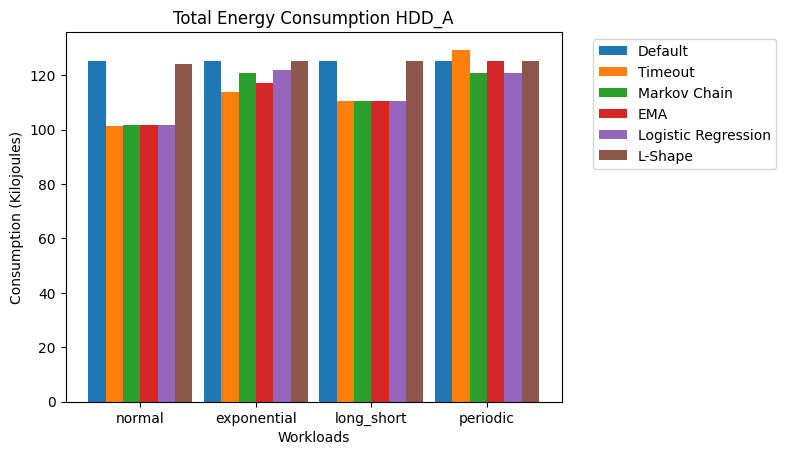 Total Energy Consumption HDD_A
Consumption (Kilojoules)
120
100
80
60
40
20
0
normal
exponential
long_short
periodic
Workloads
Default
Timeout
Markov Chain
EMA
Logistic Regression
L-Shape